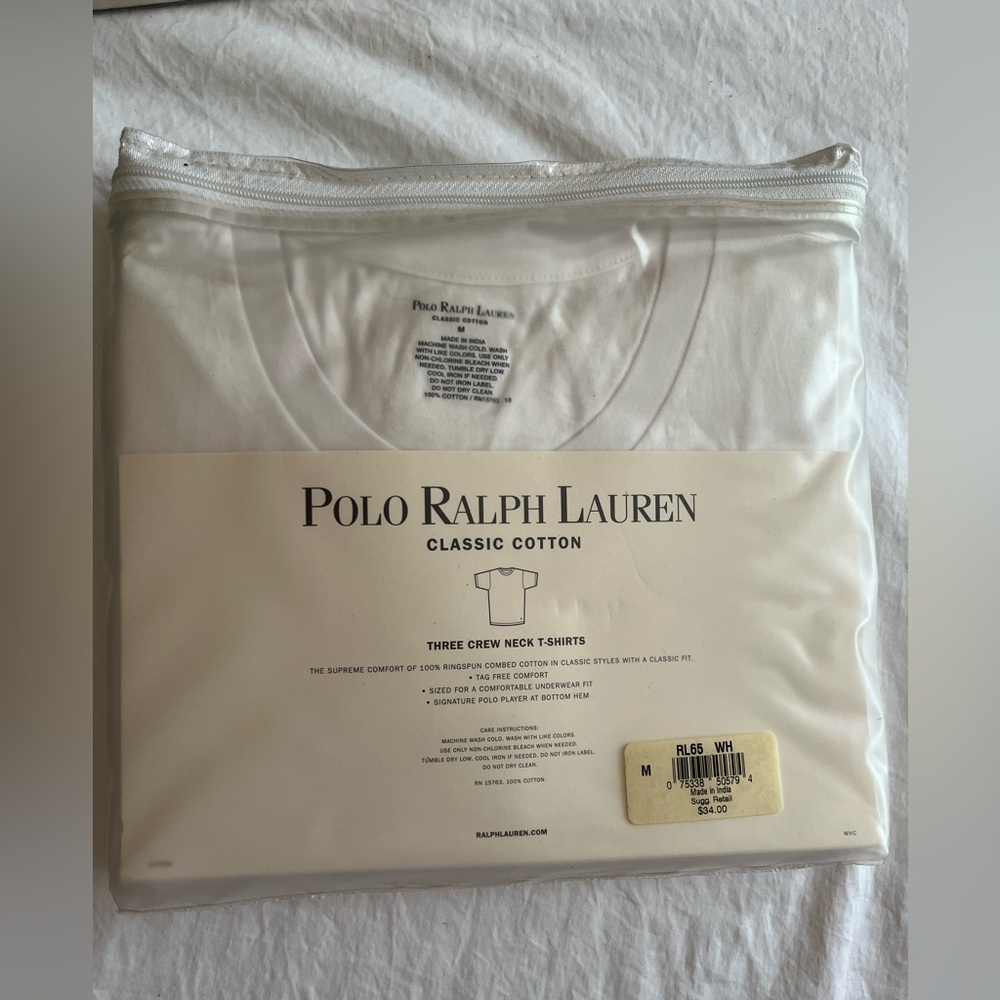 POLO RALPH LAUREN
CLASSIC COTTON
M
MADE IN INDIA
MACHINE WASH COLD. WASH
WITH LIKE COLORS. USE ONLY
NON-CHLORINE BLEACH WHEN
NEEDED. TUMBLE DRY LOW.
COOL IRON IF NEEDED.
DO NOT IRON LABEL.
DO NOT DRY CLEAN.
100% COTTON / RN15763
POLO RALPH LAUREN
CLASSIC COTTON
THREE CREW NECK T-SHIRTS
THE SUPREME COMFORT OF 100% RINGSPUN COMBED COTTON IN CLASSIC STYLES WITH A CLASSIC FIT.
• TAG FREE COMFORT
• SIZED FOR A COMFORTABLE UNDERWEAR FIT
• SIGNATURE POLO PLAYER AT BOTTOM HEM
CARE INSTRUCTIONS:
MACHINE WASH COLD. WASH WITH LIKE COLORS.
USE ONLY NON-CHLORINE BLEACH WHEN NEEDED.
TUMBLE DRY LOW. COOL IRON IF NEEDED. DO NOT IRON LABEL.
DO NOT DRY CLEAN.
RN 15763. 100% COTTON.
RL65 WH
M
0 75338 50579 4
Made in India
Sugg. Retail
$34.00
RALPHLAUREN.COM
WHC